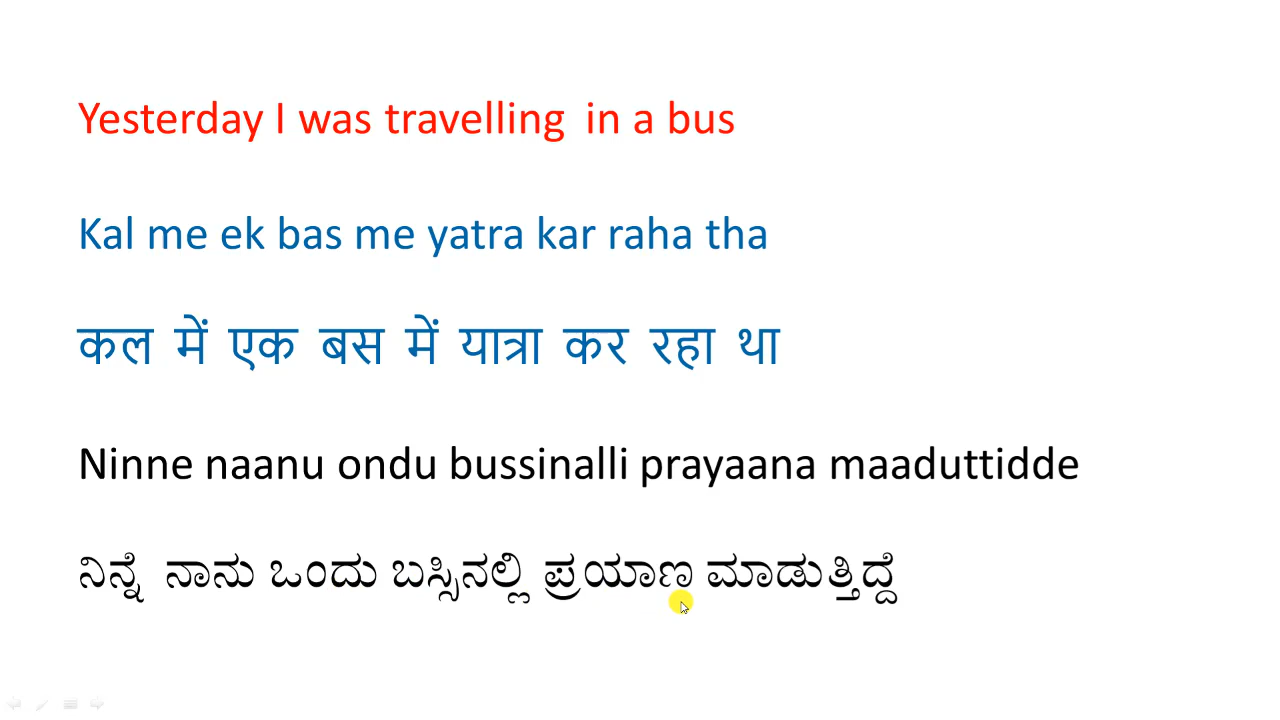 Yesterday I was travelling in a bus
Kal me ek bas me yatra kar raha tha
कल में एक बस में यात्रा कर रहा था
Ninne naanu ondu bussinalli prayaana maaduttidde
ನಿನ್ನೆ ನಾನು ಒಂದು ಬಸ್ಸಿನಲ್ಲಿ ಪ್ರಯಾಣ ಮಾಡುತ್ತಿದ್ದೆ